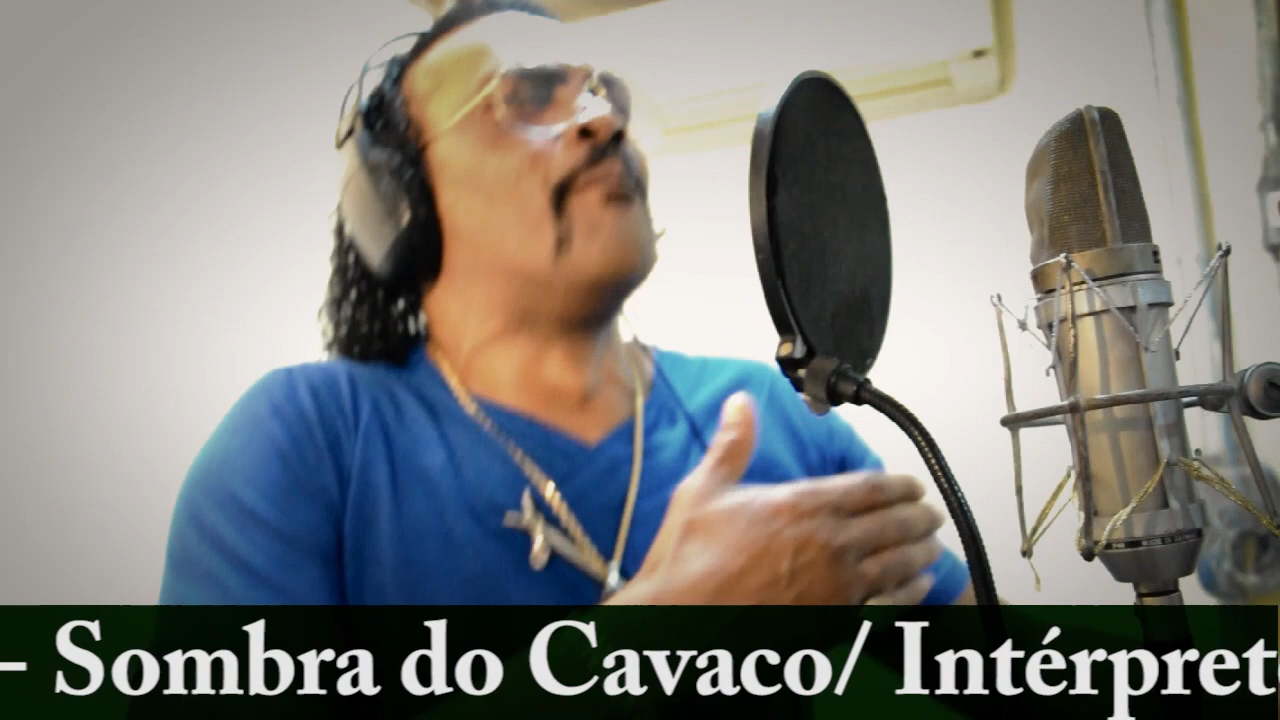 – Sombra do Cavaco/ Intérpret